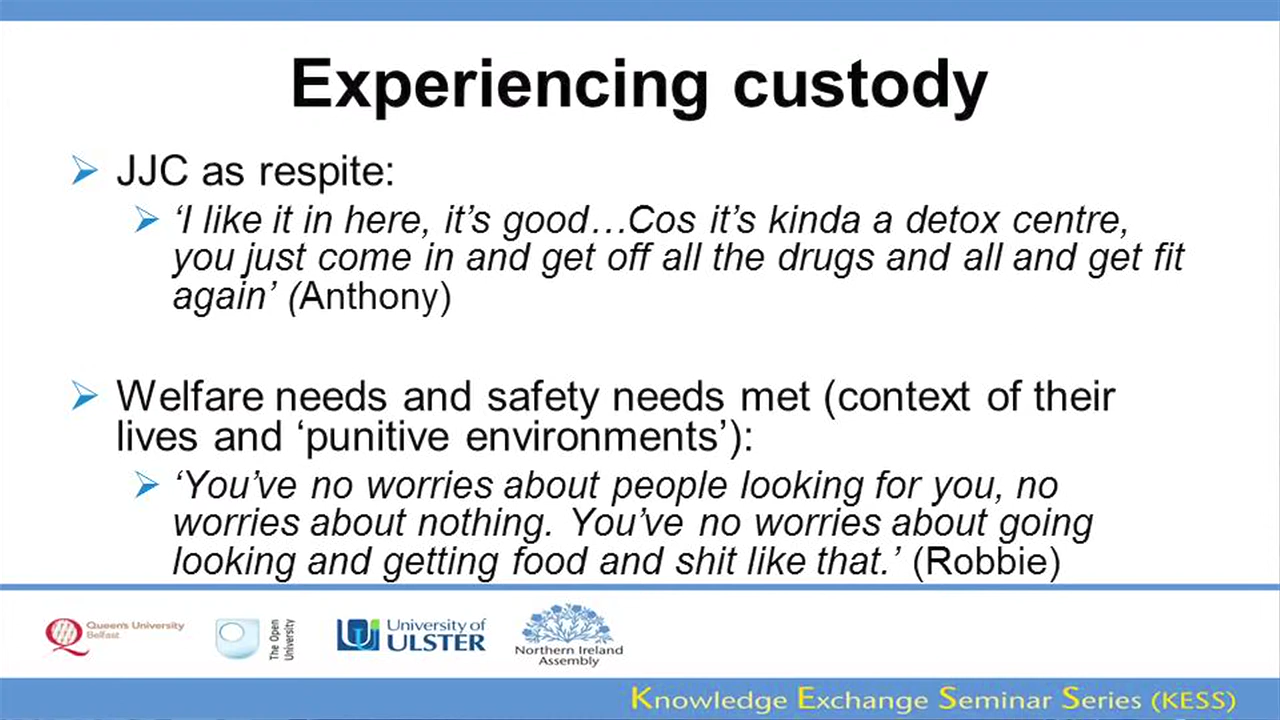 Experiencing custody
JJC as respite:
‘I like it in here, it’s good…Cos it’s kinda a detox centre,
you just come in and get off all the drugs and all and get fit
again’ (Anthony)
Welfare needs and safety needs met (context of their
lives and ‘punitive environments’):
‘You’ve no worries about people looking for you, no
worries about nothing. You’ve no worries about going
looking and getting food and shit like that.’ (Robbie)
Queen's University
Belfast
The Open
University
University of
ULSTER
Northern Ireland
Assembly
Knowledge Exchange Seminar Series (KESS)